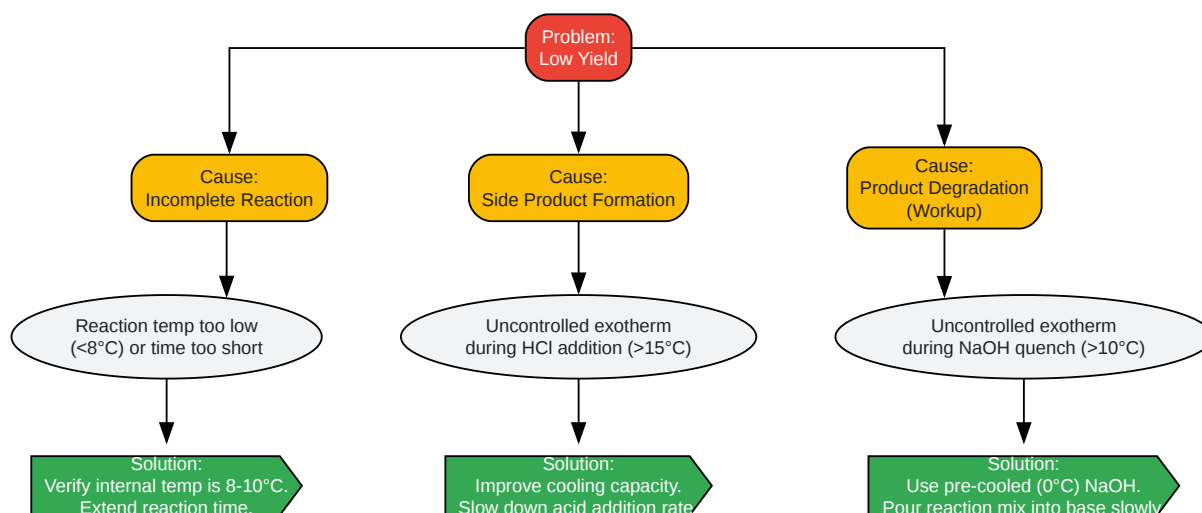 Problem:
Low Yield
Cause:
Incomplete Reaction
Cause:
Side Product Formation
Cause:
Product Degradation
(Workup)
Reaction temp too low
(<8°C) or time too short
Uncontrolled exotherm
during HCl addition (>15°C)
Uncontrolled exotherm
during NaOH quench (>10°C)
Solution:
Verify internal temp is 8-10°C.
Extend reaction time.
Solution:
Improve cooling capacity.
Slow down acid addition rate
Solution:
Use pre-cooled (0°C) NaOH.
Pour reaction mix into base slowly